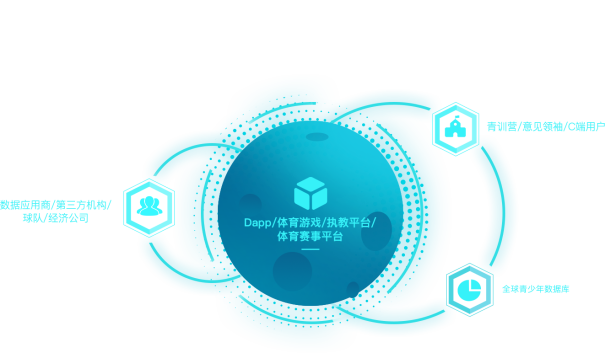 青训营/意见领袖/C端用户
数据应用商/第三方机构/
球队/经济公司
Dapp/体育游戏/执教平台/
体育赛事平台
全球青少年数据库